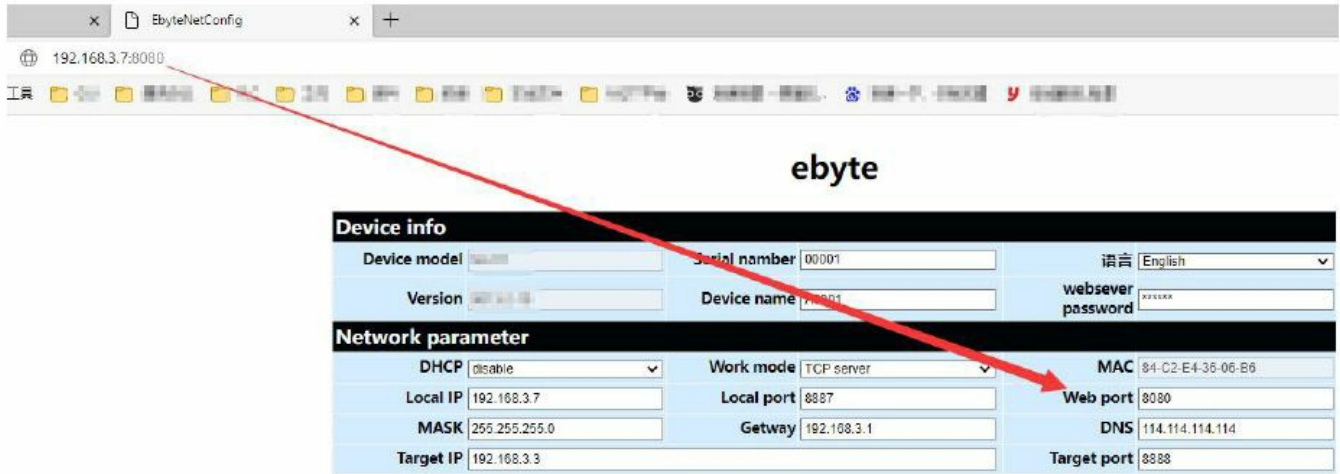 EbyteNetConfig
192.168.3.7:8080
工具
ebyte
Device info
Device model Serial namber 00001 语言 English
Version Device name A0001 websever password ******
Network parameter
DHCP disable Work mode TCP server MAC 84-C2-E4-36-06-B6
Local IP 192.168.3.7 Local port 8887 Web port 8080
MASK 255.255.255.0 Getway 192.168.3.1 DNS 114.114.114.114
Target IP 192.168.3.3 Target port 8888